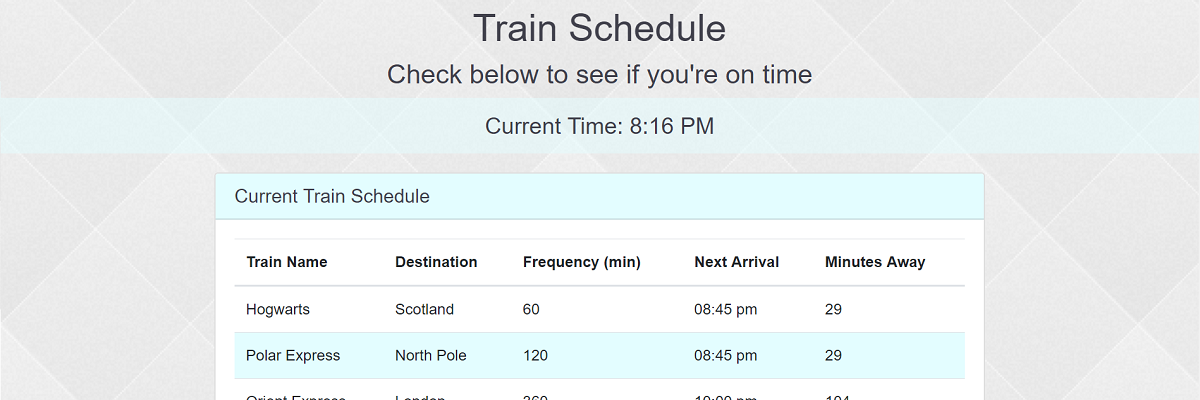 Train Schedule
Check below to see if you're on time
Current Time: 8:16 PM
Current Train Schedule
Train Name Destination Frequency (min) Next Arrival Minutes Away
Hogwarts Scotland 60 08:45 pm 29
Polar Express North Pole 120 08:45 pm 29
Orient Express London 360 10:00 pm 104